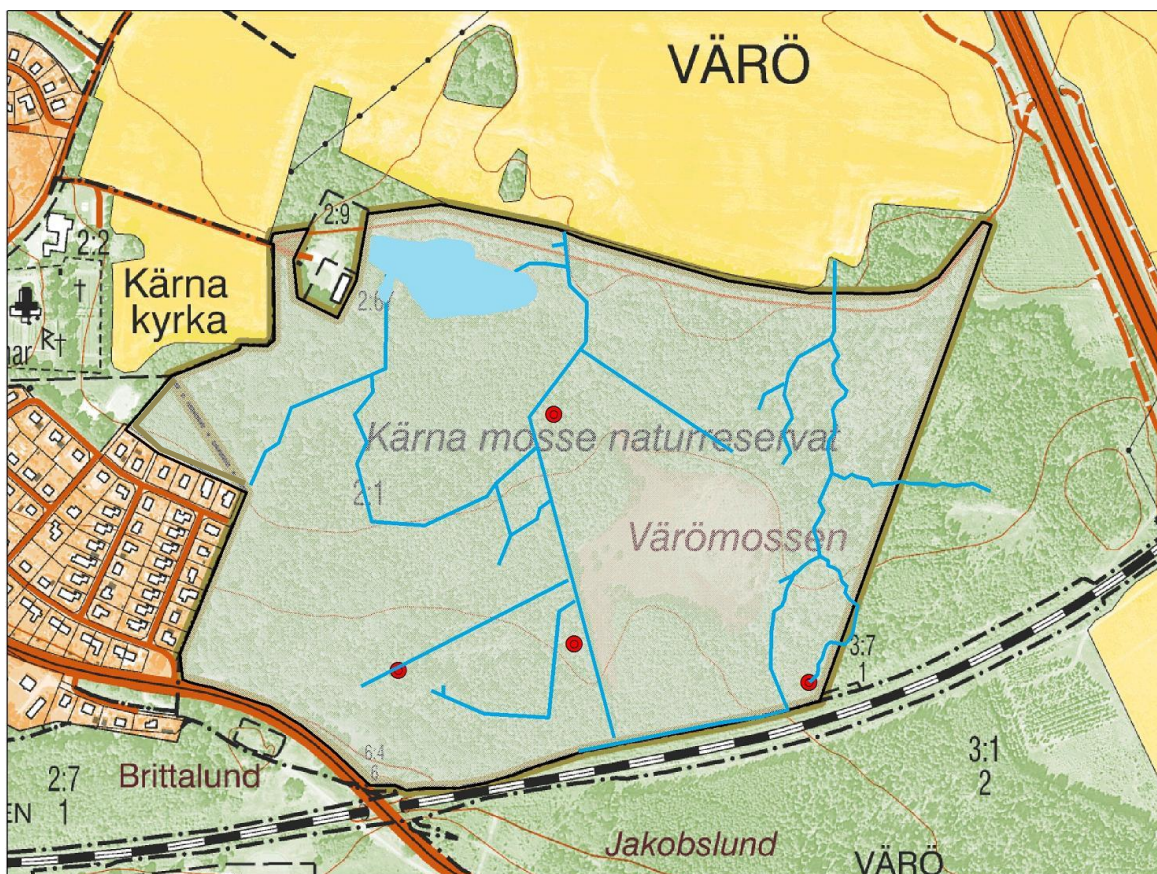 VÄRÖ
2:9
2:2
Kärna
kyrka
2:6
Kärna mosse naturreservat
2:1
Värömossen
3:7
1
6:4
6
2:7
1
Brittalund
3:1
2
Jakobslund
VÄRÖ